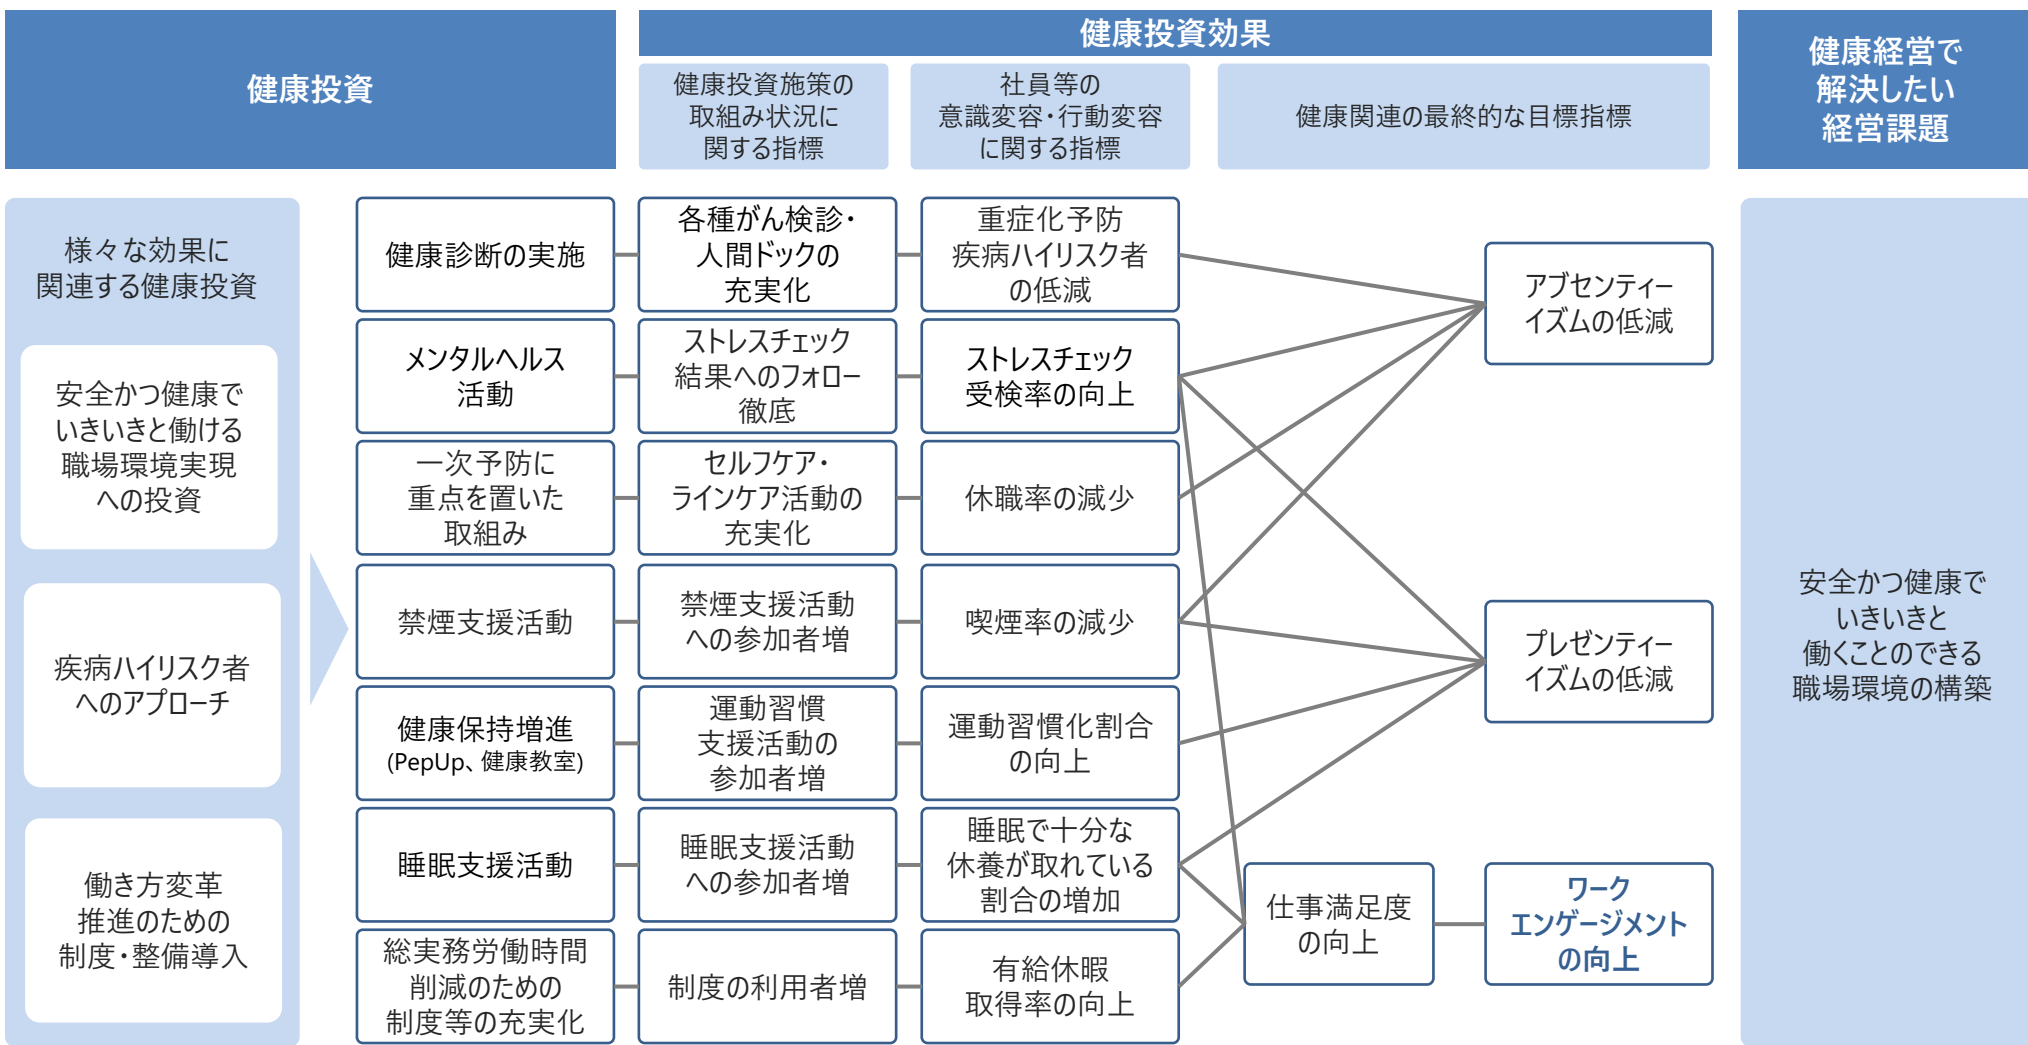 健康投資
健康投資効果
健康投資施策の
取組み状況に
関する指標
社員等の
意識変容・行動変容
に関する指標
健康関連の最終的な目標指標
健康経営で
解決したい
経営課題
様々な効果に
関連する健康投資
安全かつ健康で
いきいきと働ける
職場環境実現
への投資
疾病ハイリスク者
へのアプローチ
働き方変革
推進のための
制度・整備導入
健康診断の実施
各種がん検診・
人間ドックの
充実化
重症化予防
疾病ハイリスク者
の低減
メンタルヘルス
活動
ストレスチェック
結果へのフォロー
徹底
ストレスチェック
受検率の向上
一次予防に
重点を置いた
取組み
セルフケア・
ラインケア活動の
充実化
休職率の減少
禁煙支援活動
禁煙支援活動
への参加者増
喫煙率の減少
健康保持増進
(PepUp、健康教室)
運動習慣
支援活動の
参加者増
運動習慣化割合
の向上
睡眠支援活動
睡眠支援活動
への参加者増
睡眠で十分な
休養が取れている
割合の増加
総実務労働時間
削減のための
制度等の充実化
制度の利用者増
有給休暇
取得率の向上
アブセンティー
イズムの低減
プレゼンティー
イズムの低減
仕事満足度
の向上
ワーク
エンゲージメント
の向上
安全かつ健康で
いきいきと
働くことのできる
職場環境の構築